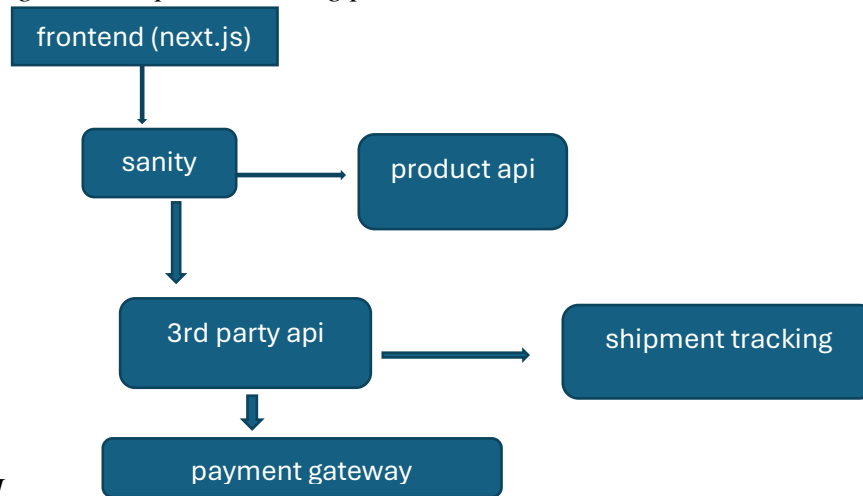 frontend (next.js)
sanity
product api
3rd party api
shipment tracking
payment gateway